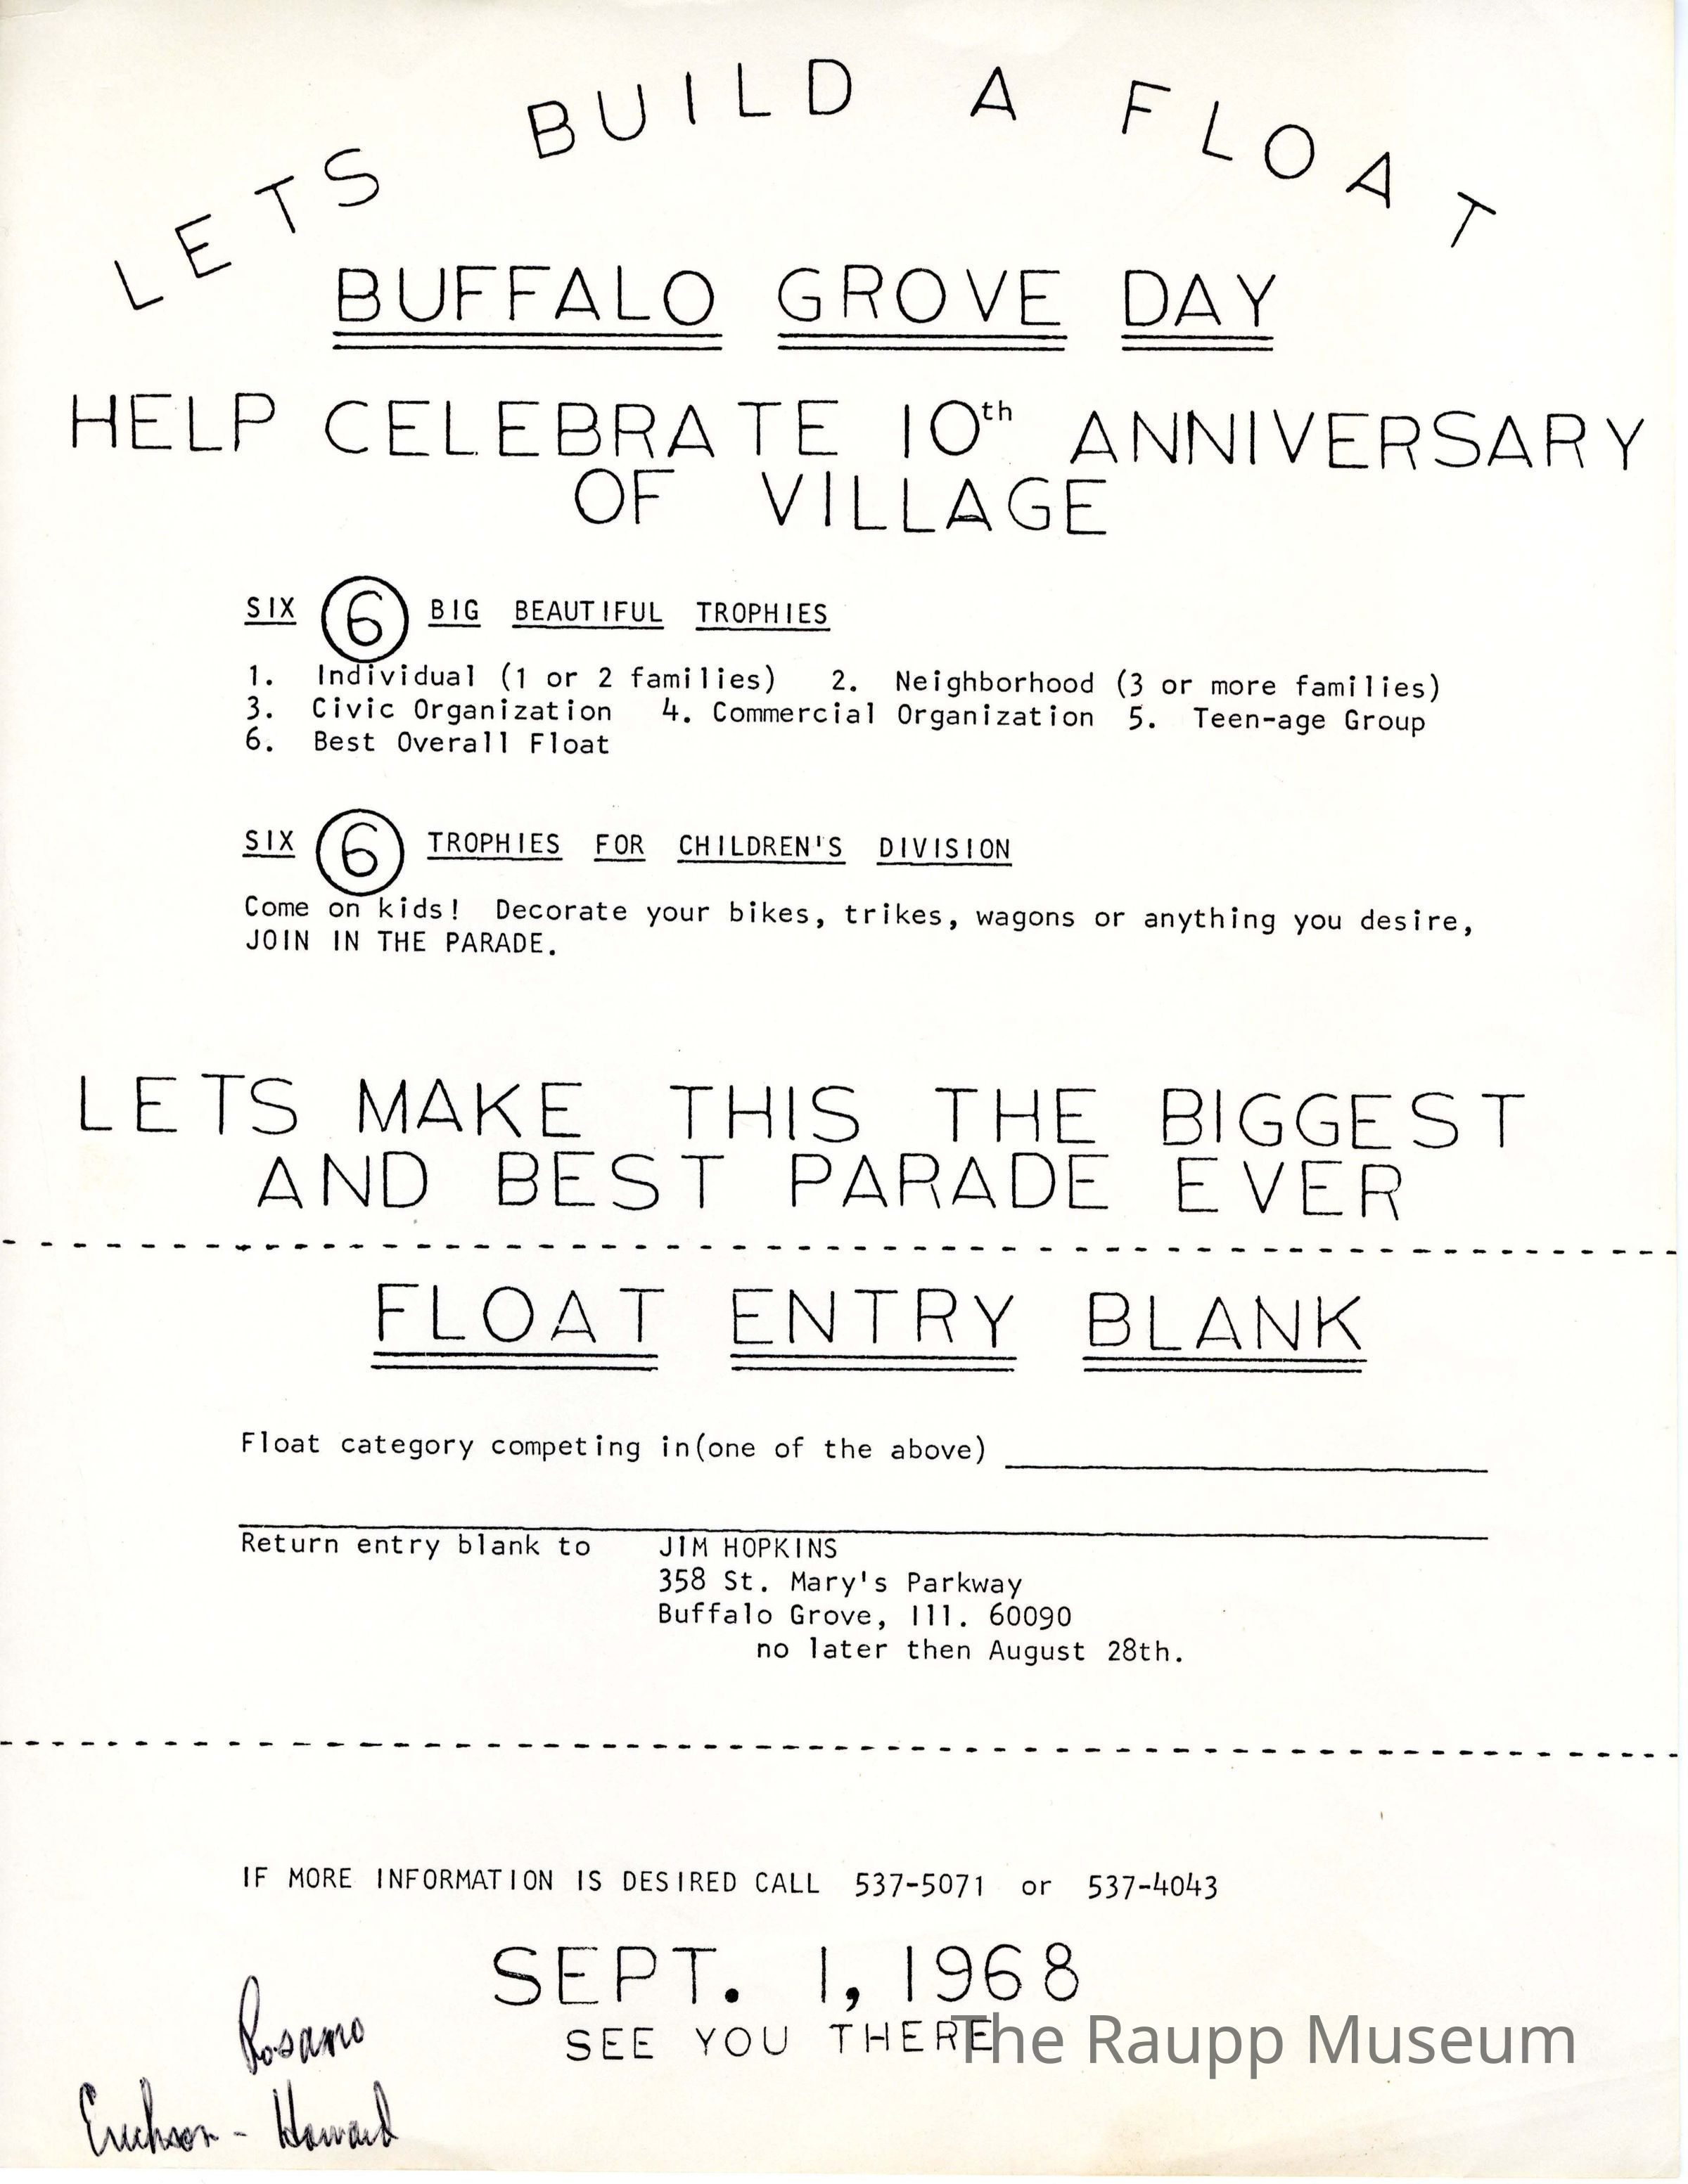 LETS BUILD A FLOAT
BUFFALO GROVE DAY
HELP CELEBRATE 10th ANNIVERSARY
OF VILLAGE
SIX 6 BIG BEAUTIFUL TROPHIES
1. Individual (1 or 2 families) 2. Neighborhood (3 or more families)
3. Civic Organization 4. Commercial Organization 5. Teen-age Group
6. Best Overall Float
SIX 6 TROPHIES FOR CHILDREN'S DIVISION
Come on kids! Decorate your bikes, trikes, wagons or anything you desire,
JOIN IN THE PARADE.
LETS MAKE THIS THE BIGGEST
AND BEST PARADE EVER
FLOAT ENTRY BLANK
Float category competing in(one of the above)
Return entry blank to JIM HOPKINS
358 St. Mary's Parkway
Buffalo Grove, Ill. 60090
no later then August 28th.
IF MORE INFORMATION IS DESIRED CALL 537-5071 or 537-4043
SEPT. 1, 1968
SEE YOU THERE
The Raupp Museum
Rosano
- Howard